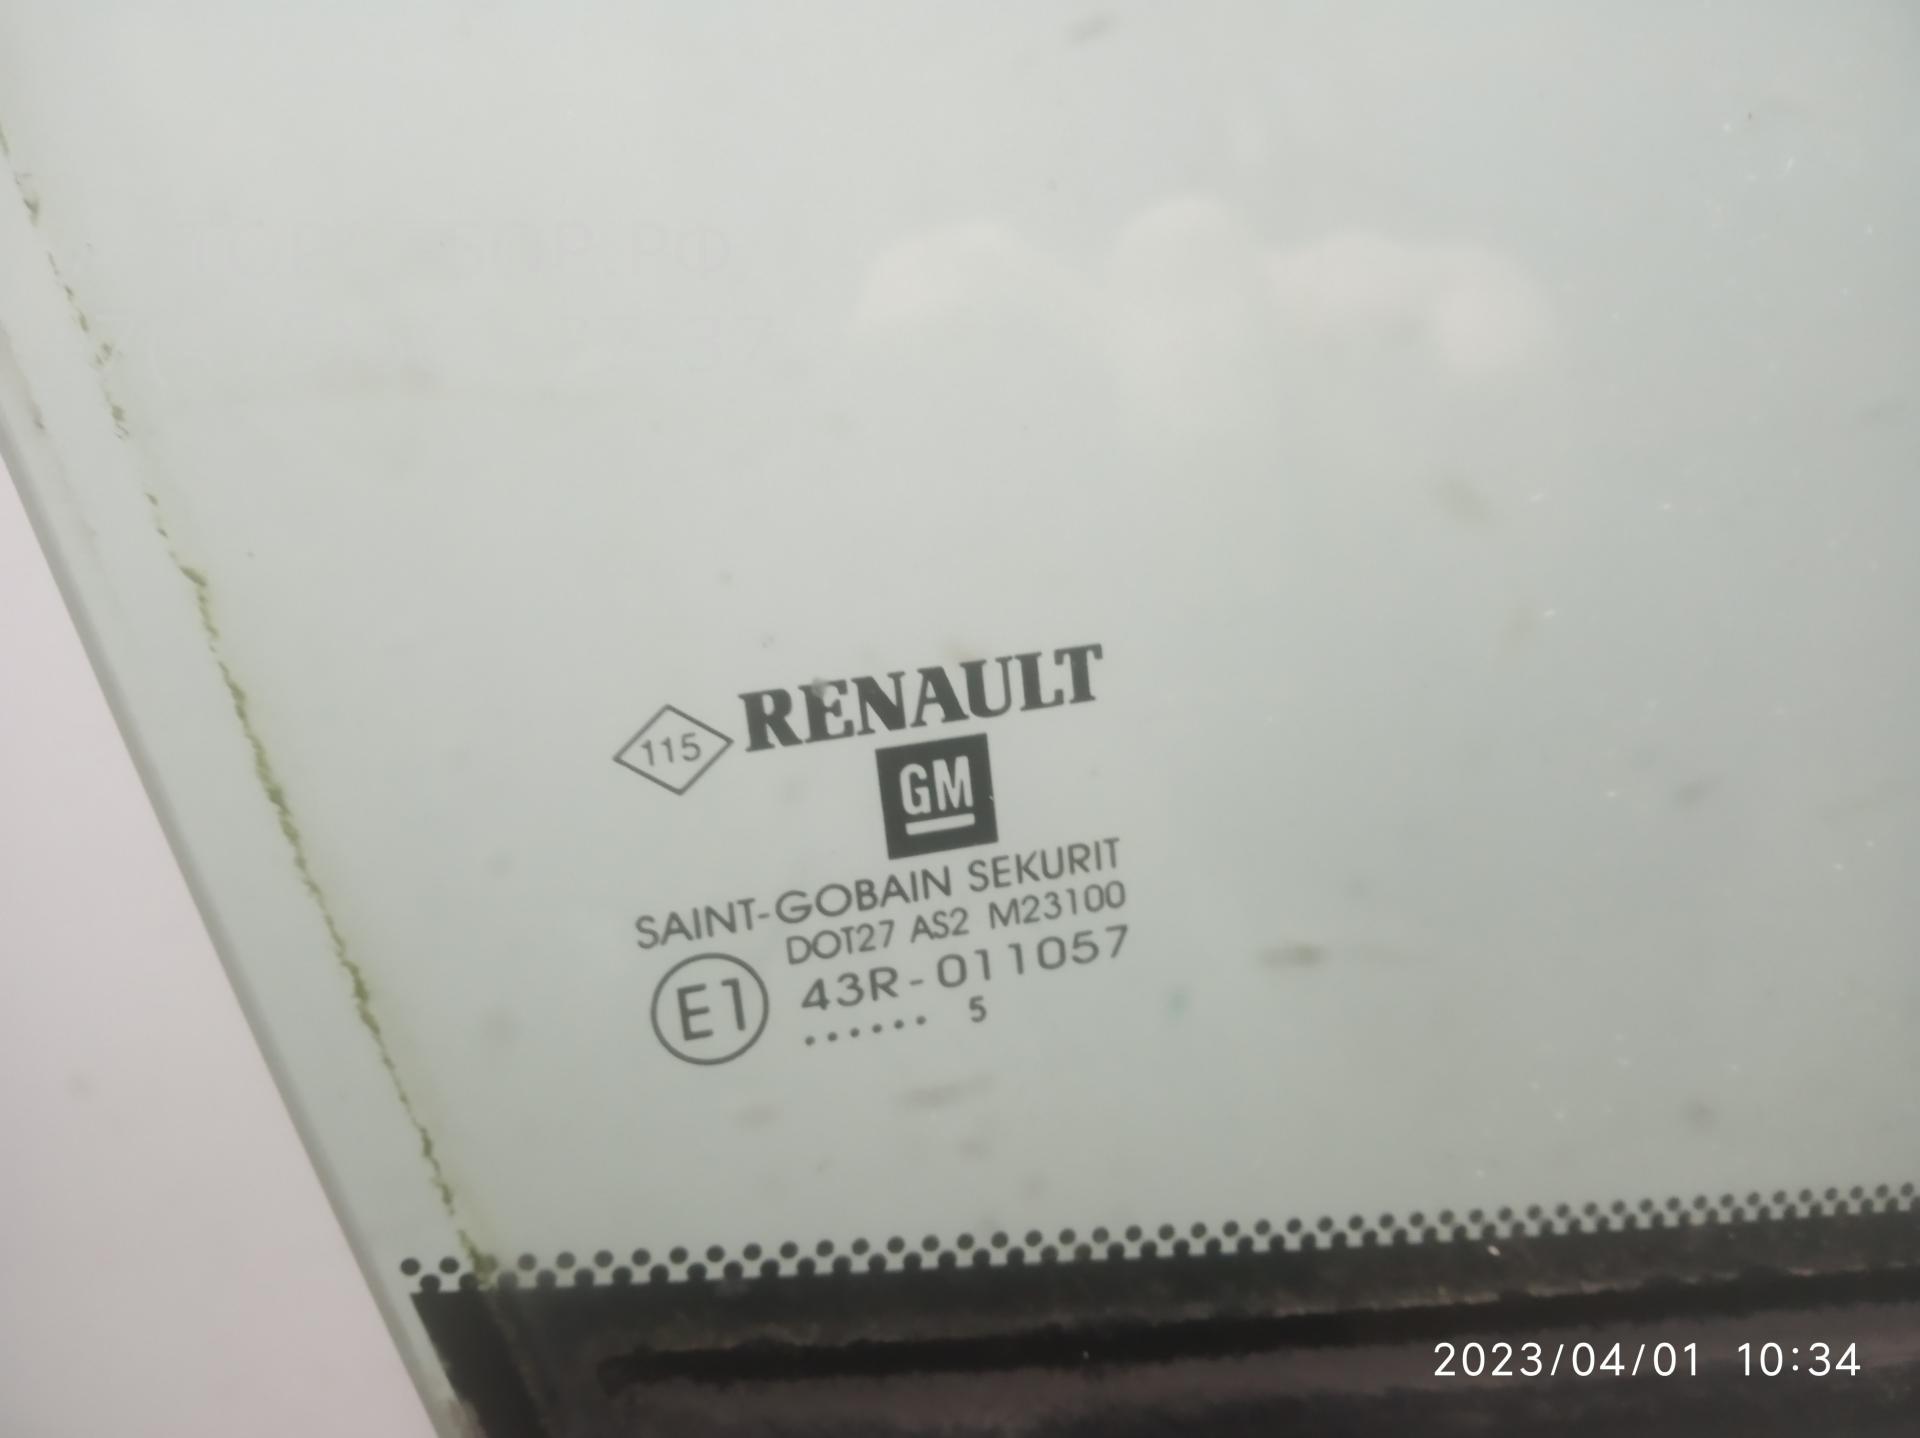 115 RENAULT
GM
SAINT-GOBAIN SEKURIT
DOT27 AS2 M23100
E1 43R-011057
...... 5
2023/04/01 10:34